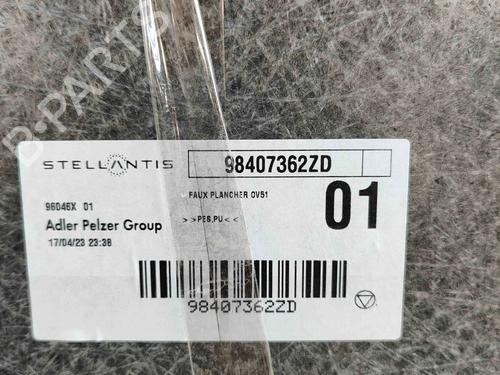 B-PARTS
STELLANTIS
98407362ZD
96046X 01
FAUX PLANCHER OV51
01
Adler Pelzer Group
>>PES,PU<<
17/04/23 23:38
98407362ZD